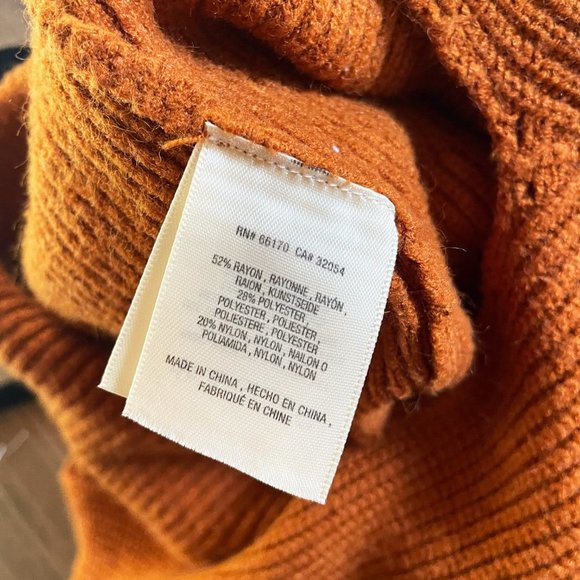 RN# 66170 CA# 32054
52% RAYON, RAYONNE, RAYÓN,
RAION, KUNSTSEIDE
28% POLYESTER
POLYESTER, POLIESTER,
POLIESTERE, POLYESTER
20% NYLON, NYLON, NAILON O
POLIAMIDA, NYLON, NYLON
MADE IN CHINA, HECHO EN CHINA,
FABRIQUÉ EN CHINE